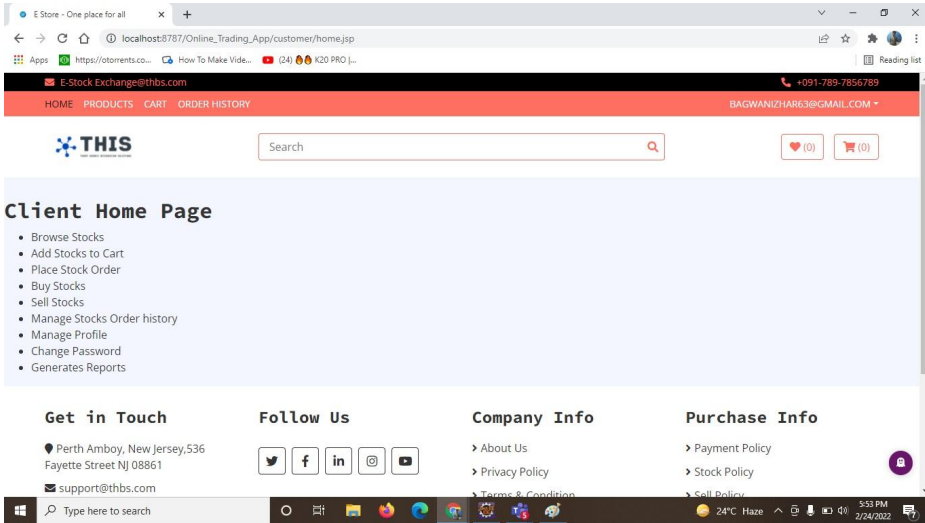 E Store - One place for all
localhost:8787/Online_Trading_App/customer/home.jsp
Apps https://otorrents.co... How To Make Vide... (24) 🔥🔥 K20 PRO |... Reading list
E-Stock Exchange@thbs.com +091-789-7856789
HOME PRODUCTS CART ORDER HISTORY BAGWANIZHAR63@GMAIL.COM
THIS Search (0) (0)
Client Home Page
Browse Stocks
Add Stocks to Cart
Place Stock Order
Buy Stocks
Sell Stocks
Manage Stocks Order history
Manage Profile
Change Password
Generates Reports
Get in Touch Follow Us Company Info Purchase Info
Perth Amboy, New Jersey,536 About Us Payment Policy
Fayette Street NJ 08861 Privacy Policy Stock Policy
support@thbs.com Terms & Condition Sell Policy
Type here to search 24°C Haze 5:53 PM
2/24/2022